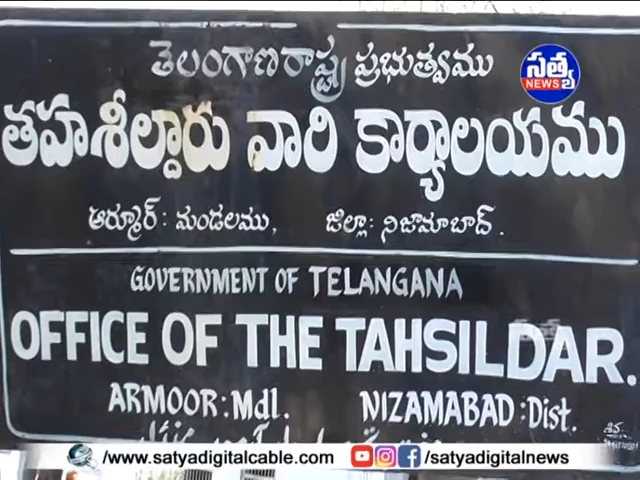 తెలంగాణ రాష్ట్ర ప్రభుత్వము
సత్య
NEWS
తహశీల్దారు వారి కార్యాలయము
ఆర్మూర్: మండలము, జిల్లా: నిజామాబాద్.
GOVERNMENT OF TELANGANA
OFFICE OF THE TAHSILDAR.
ARMOOR: Mdl. NIZAMABAD: Dist.
/www.satyadigitalcable.com
/satyadigitalnews